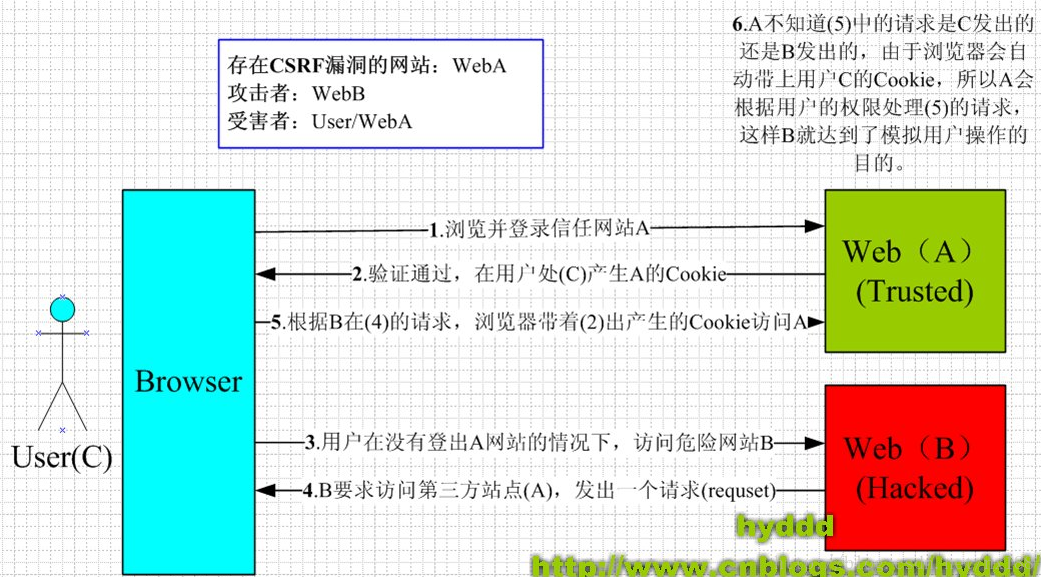 存在CSRF漏洞的网站：WebA
攻击者：WebB
受害者：User/WebA
6.A不知道(5)中的请求是C发出的
还是B发出的，由于浏览器会自
动带上用户C的Cookie，所以A会
根据用户的权限处理(5)的请求，
这样B就达到了模拟用户操作的
目的。
1.浏览并登录信任网站A
2.验证通过，在用户处(C)产生A的Cookie
5.根据B在(4)的请求，浏览器带着(2)出产生的Cookie访问A
Web（A）
(Trusted)
Browser
User(C)
3.用户在没有登出A网站的情况下，访问危险网站B
4.B要求访问第三方站点(A)，发出一个请求(requset)
Web（B）
(Hacked)
hyddd
http://www.cnblogs.com/hyddd/